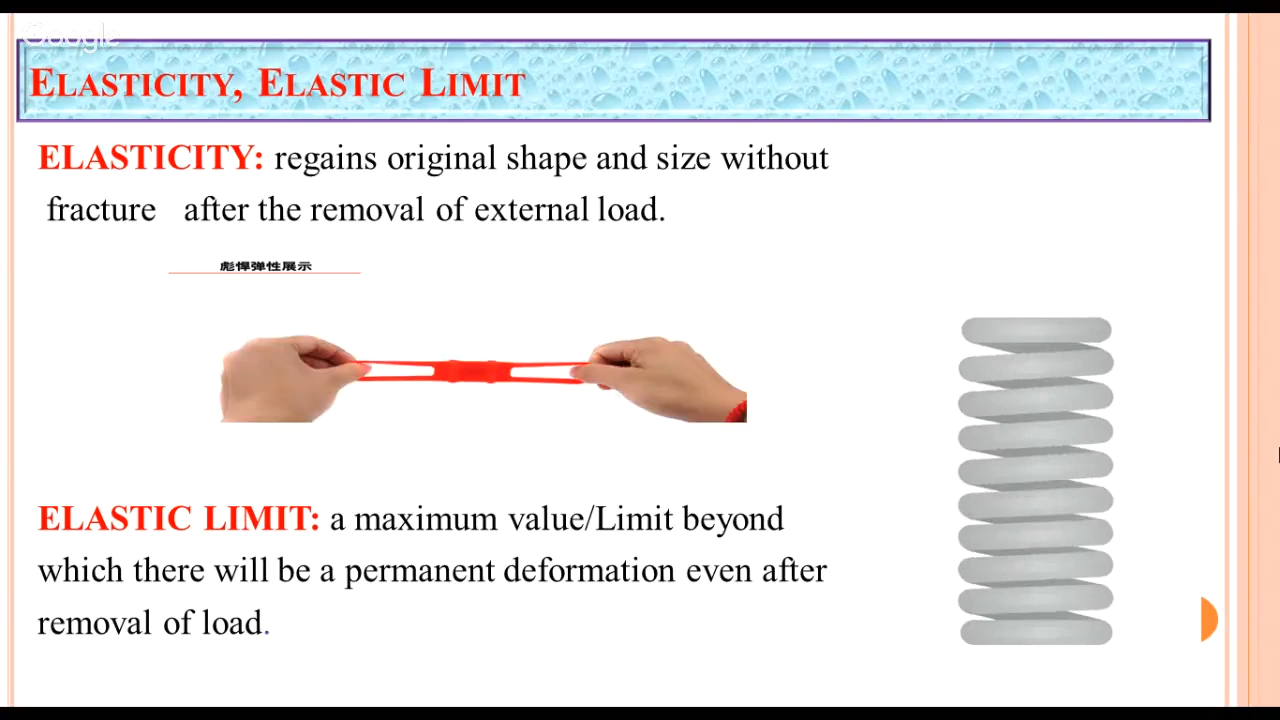 Google
ELASTICITY, ELASTIC LIMIT
ELASTICITY: regains original shape and size without
fracture after the removal of external load.
彪悍弹性展示
ELASTIC LIMIT: a maximum value/Limit beyond
which there will be a permanent deformation even after
removal of load.